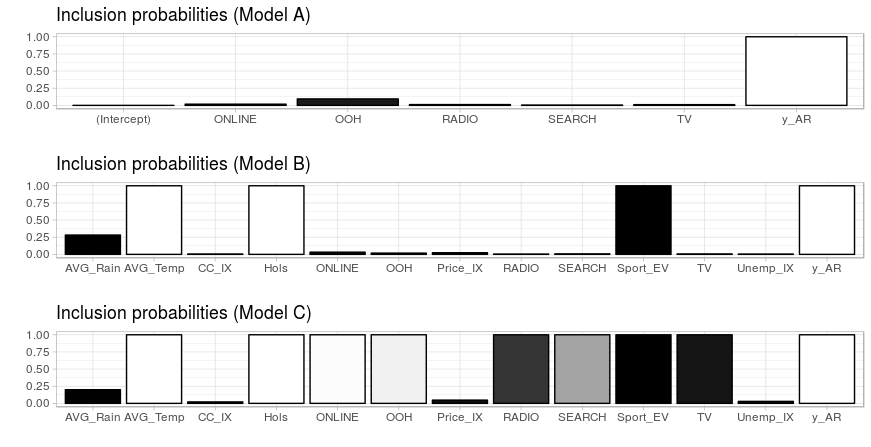 Inclusion probabilities (Model A)
1.00
0.75
0.50
0.25
0.00
(Intercept) ONLINE OOH RADIO SEARCH TV y_AR
Inclusion probabilities (Model B)
1.00
0.75
0.50
0.25
0.00
AVG_Rain AVG_Temp CC_IX Hols ONLINE OOH Price_IX RADIO SEARCH Sport_EV TV Unemp_IX y_AR
Inclusion probabilities (Model C)
1.00
0.75
0.50
0.25
0.00
AVG_Rain AVG_Temp CC_IX Hols ONLINE OOH Price_IX RADIO SEARCH Sport_EV TV Unemp_IX y_AR